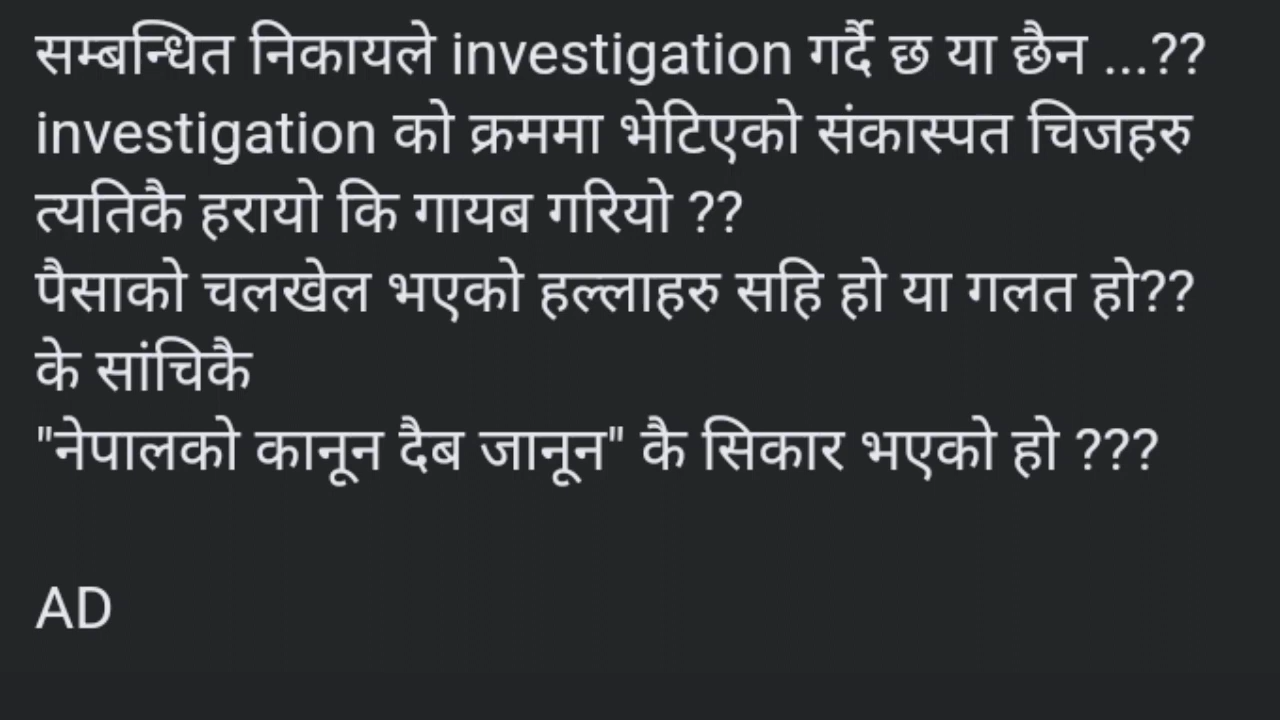 सम्बन्धित निकायले investigation गर्दै छ या छैन ...??
investigation को क्रममा भेटिएको संकास्पत चिजहरु
त्यतिकै हरायो कि गायब गरियो ??
पैसाको चलखेल भएको हल्लाहरु सहि हो या गलत हो??
के सांचिकै
"नेपालको कानून दैब जानून" कै सिकार भएको हो ???
AD